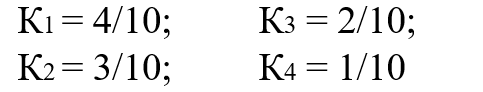 К1 = 4/10; К3 = 2/10;
К2 = 3/10; К4 = 1/10